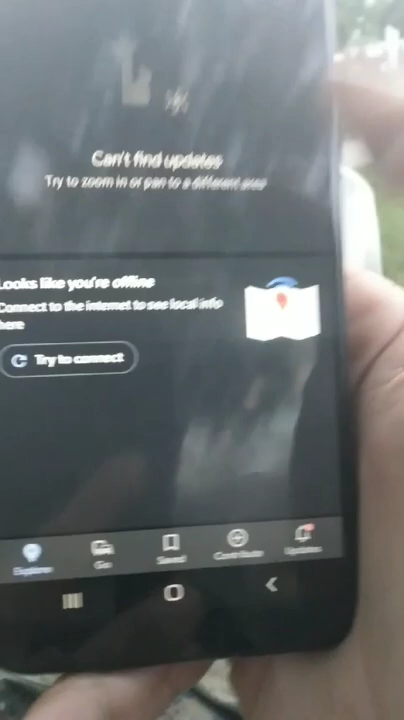 Can't find updates
Try to zoom in or pan to a different area
Looks like you're offline
Connect to the internet to see local info
here
Try to connect
Explore
Go
Saved
Contribute
Updates